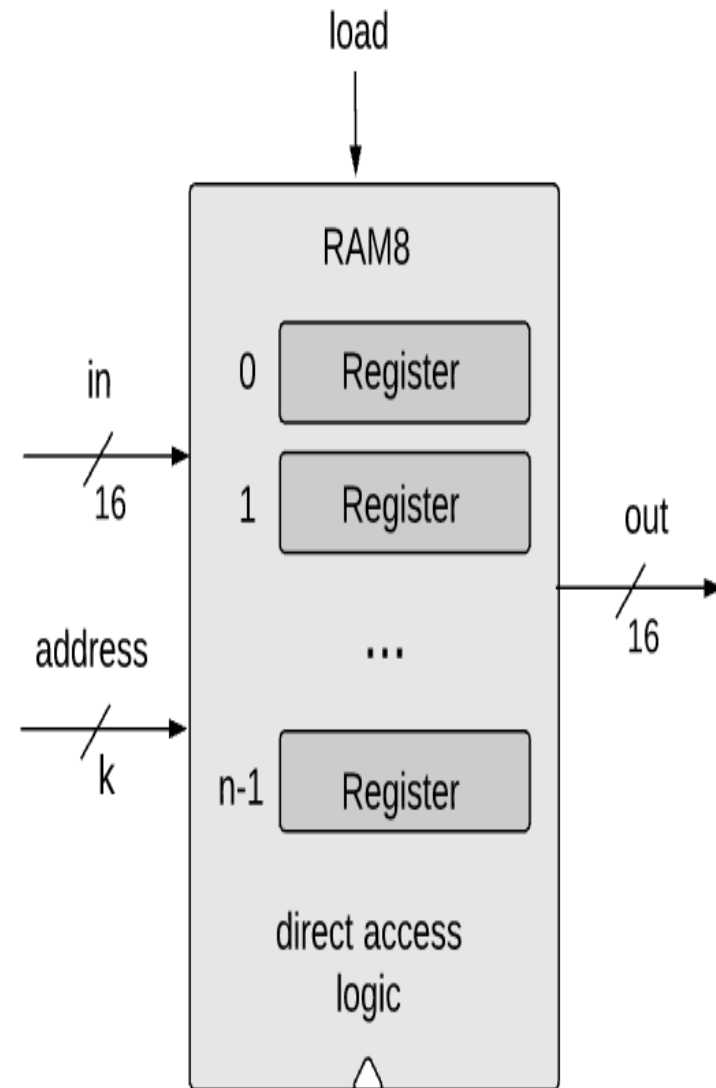 load
RAM8
0
Register
in
16
1
Register
out
16
address
k
...
n-1
Register
direct access
logic